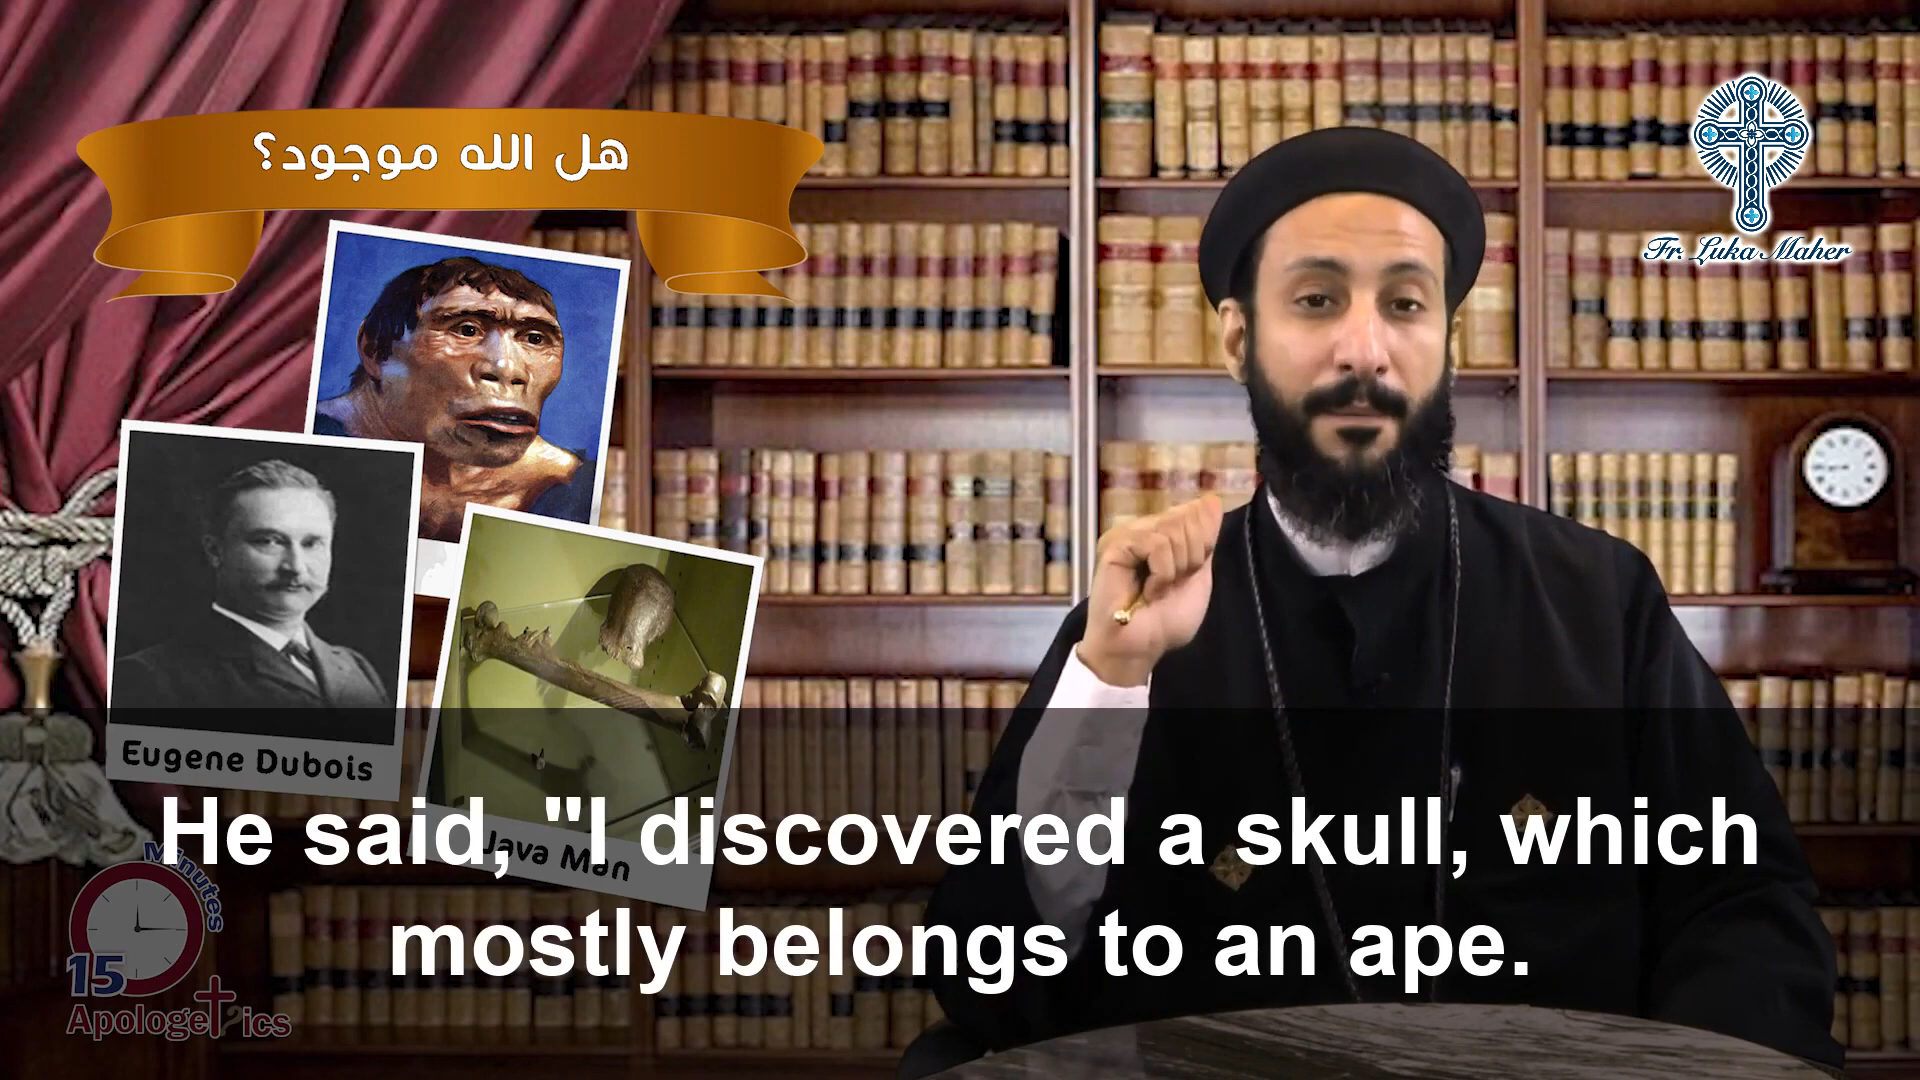 هل الله موجود؟
Fr. Luka Maher
Eugene Dubois
Java Man
He said, "I discovered a skull, which
mostly belongs to an ape.
15
Minutes
Apologetics